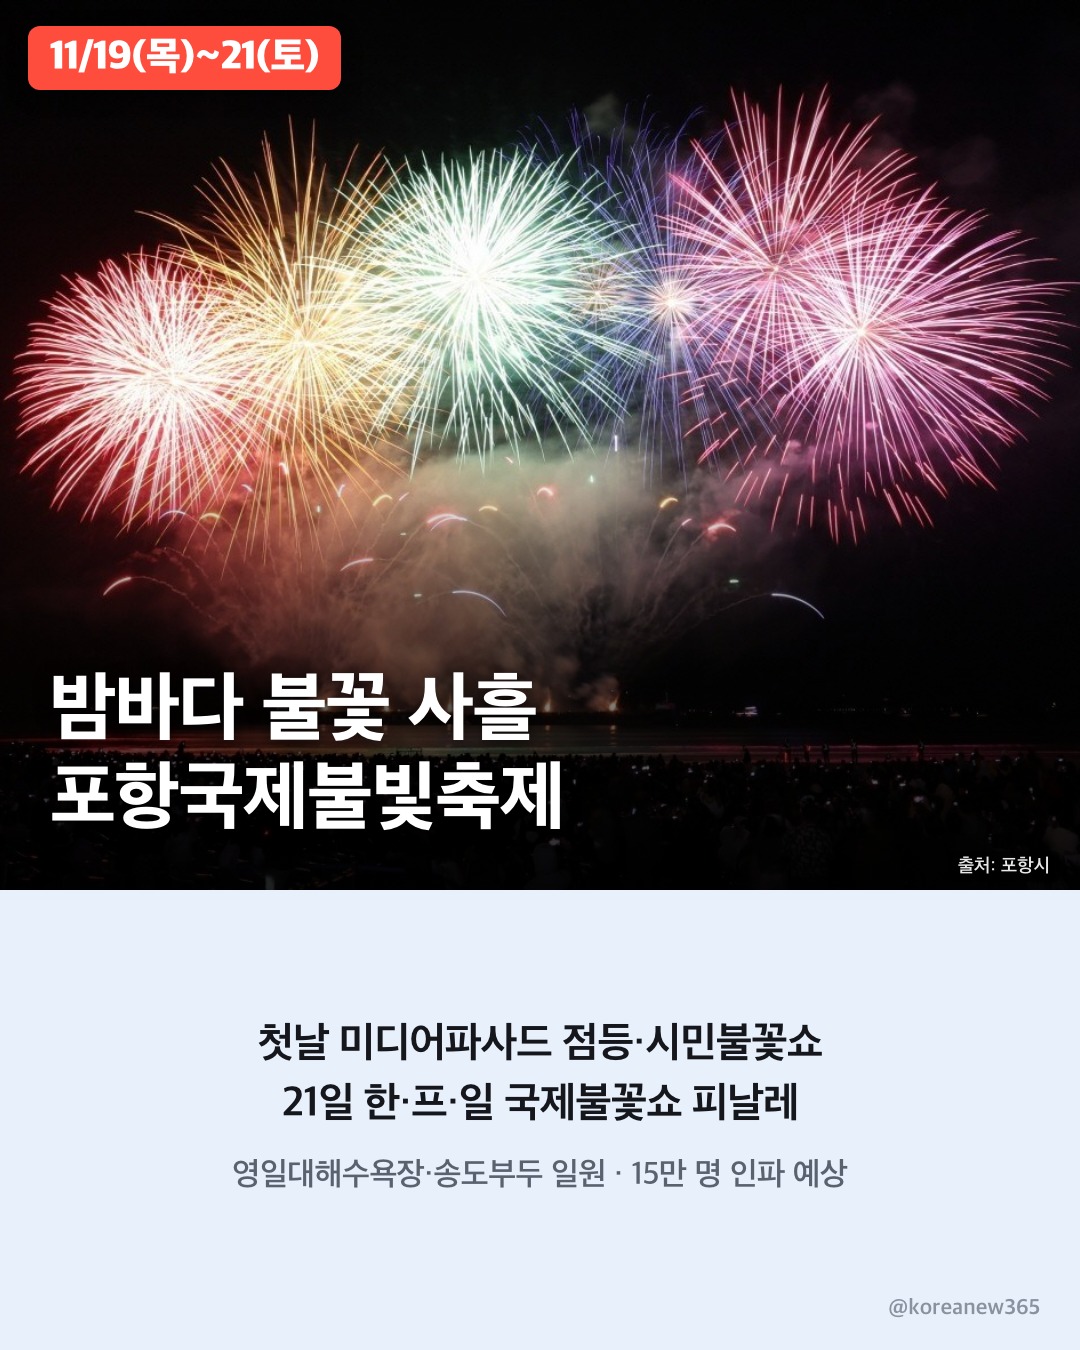 11/19(목)~21(토)
밤바다 불꽃 사흘
포항국제불빛축제
출처: 포항시
첫날 미디어파사드 점등·시민불꽃쇼
21일 한·프·일 국제불꽃쇼 피날레
영일대해수욕장·송도부두 일원 · 15만 명 인파 예상
@koreanew365